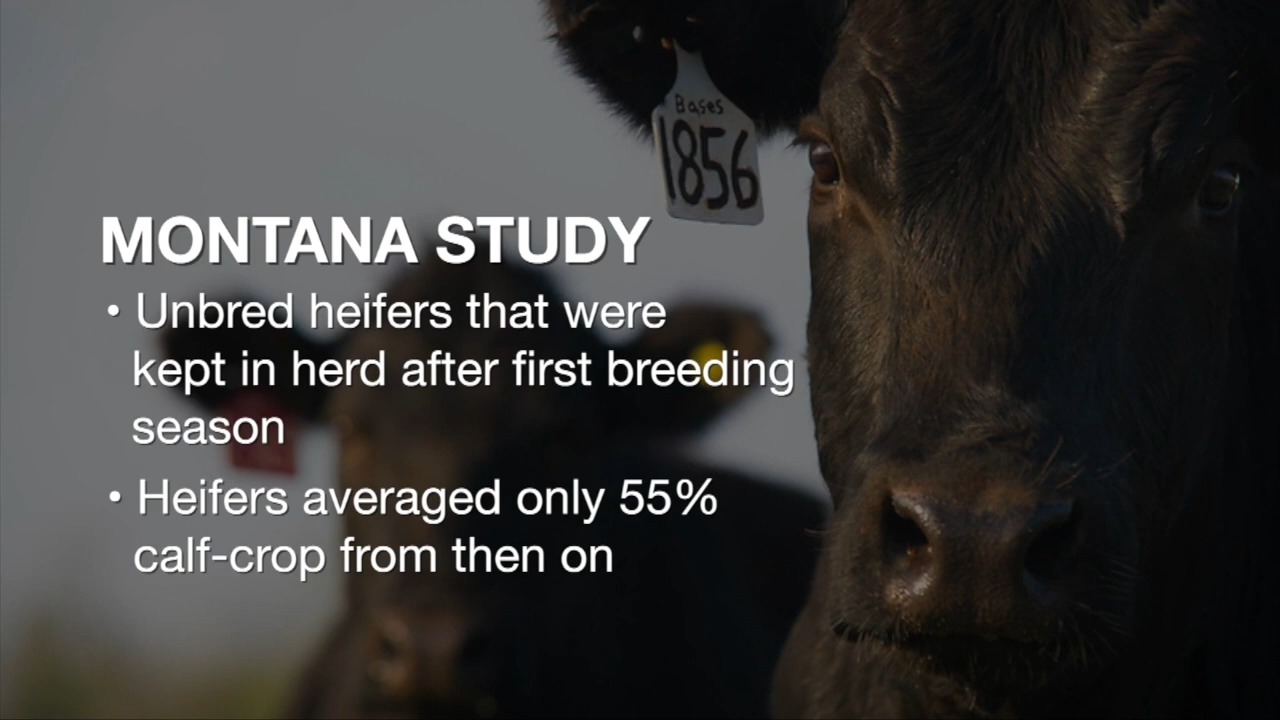 Bases
1856
MONTANA STUDY
• Unbred heifers that were
kept in herd after first breeding
season
• Heifers averaged only 55%
calf-crop from then on